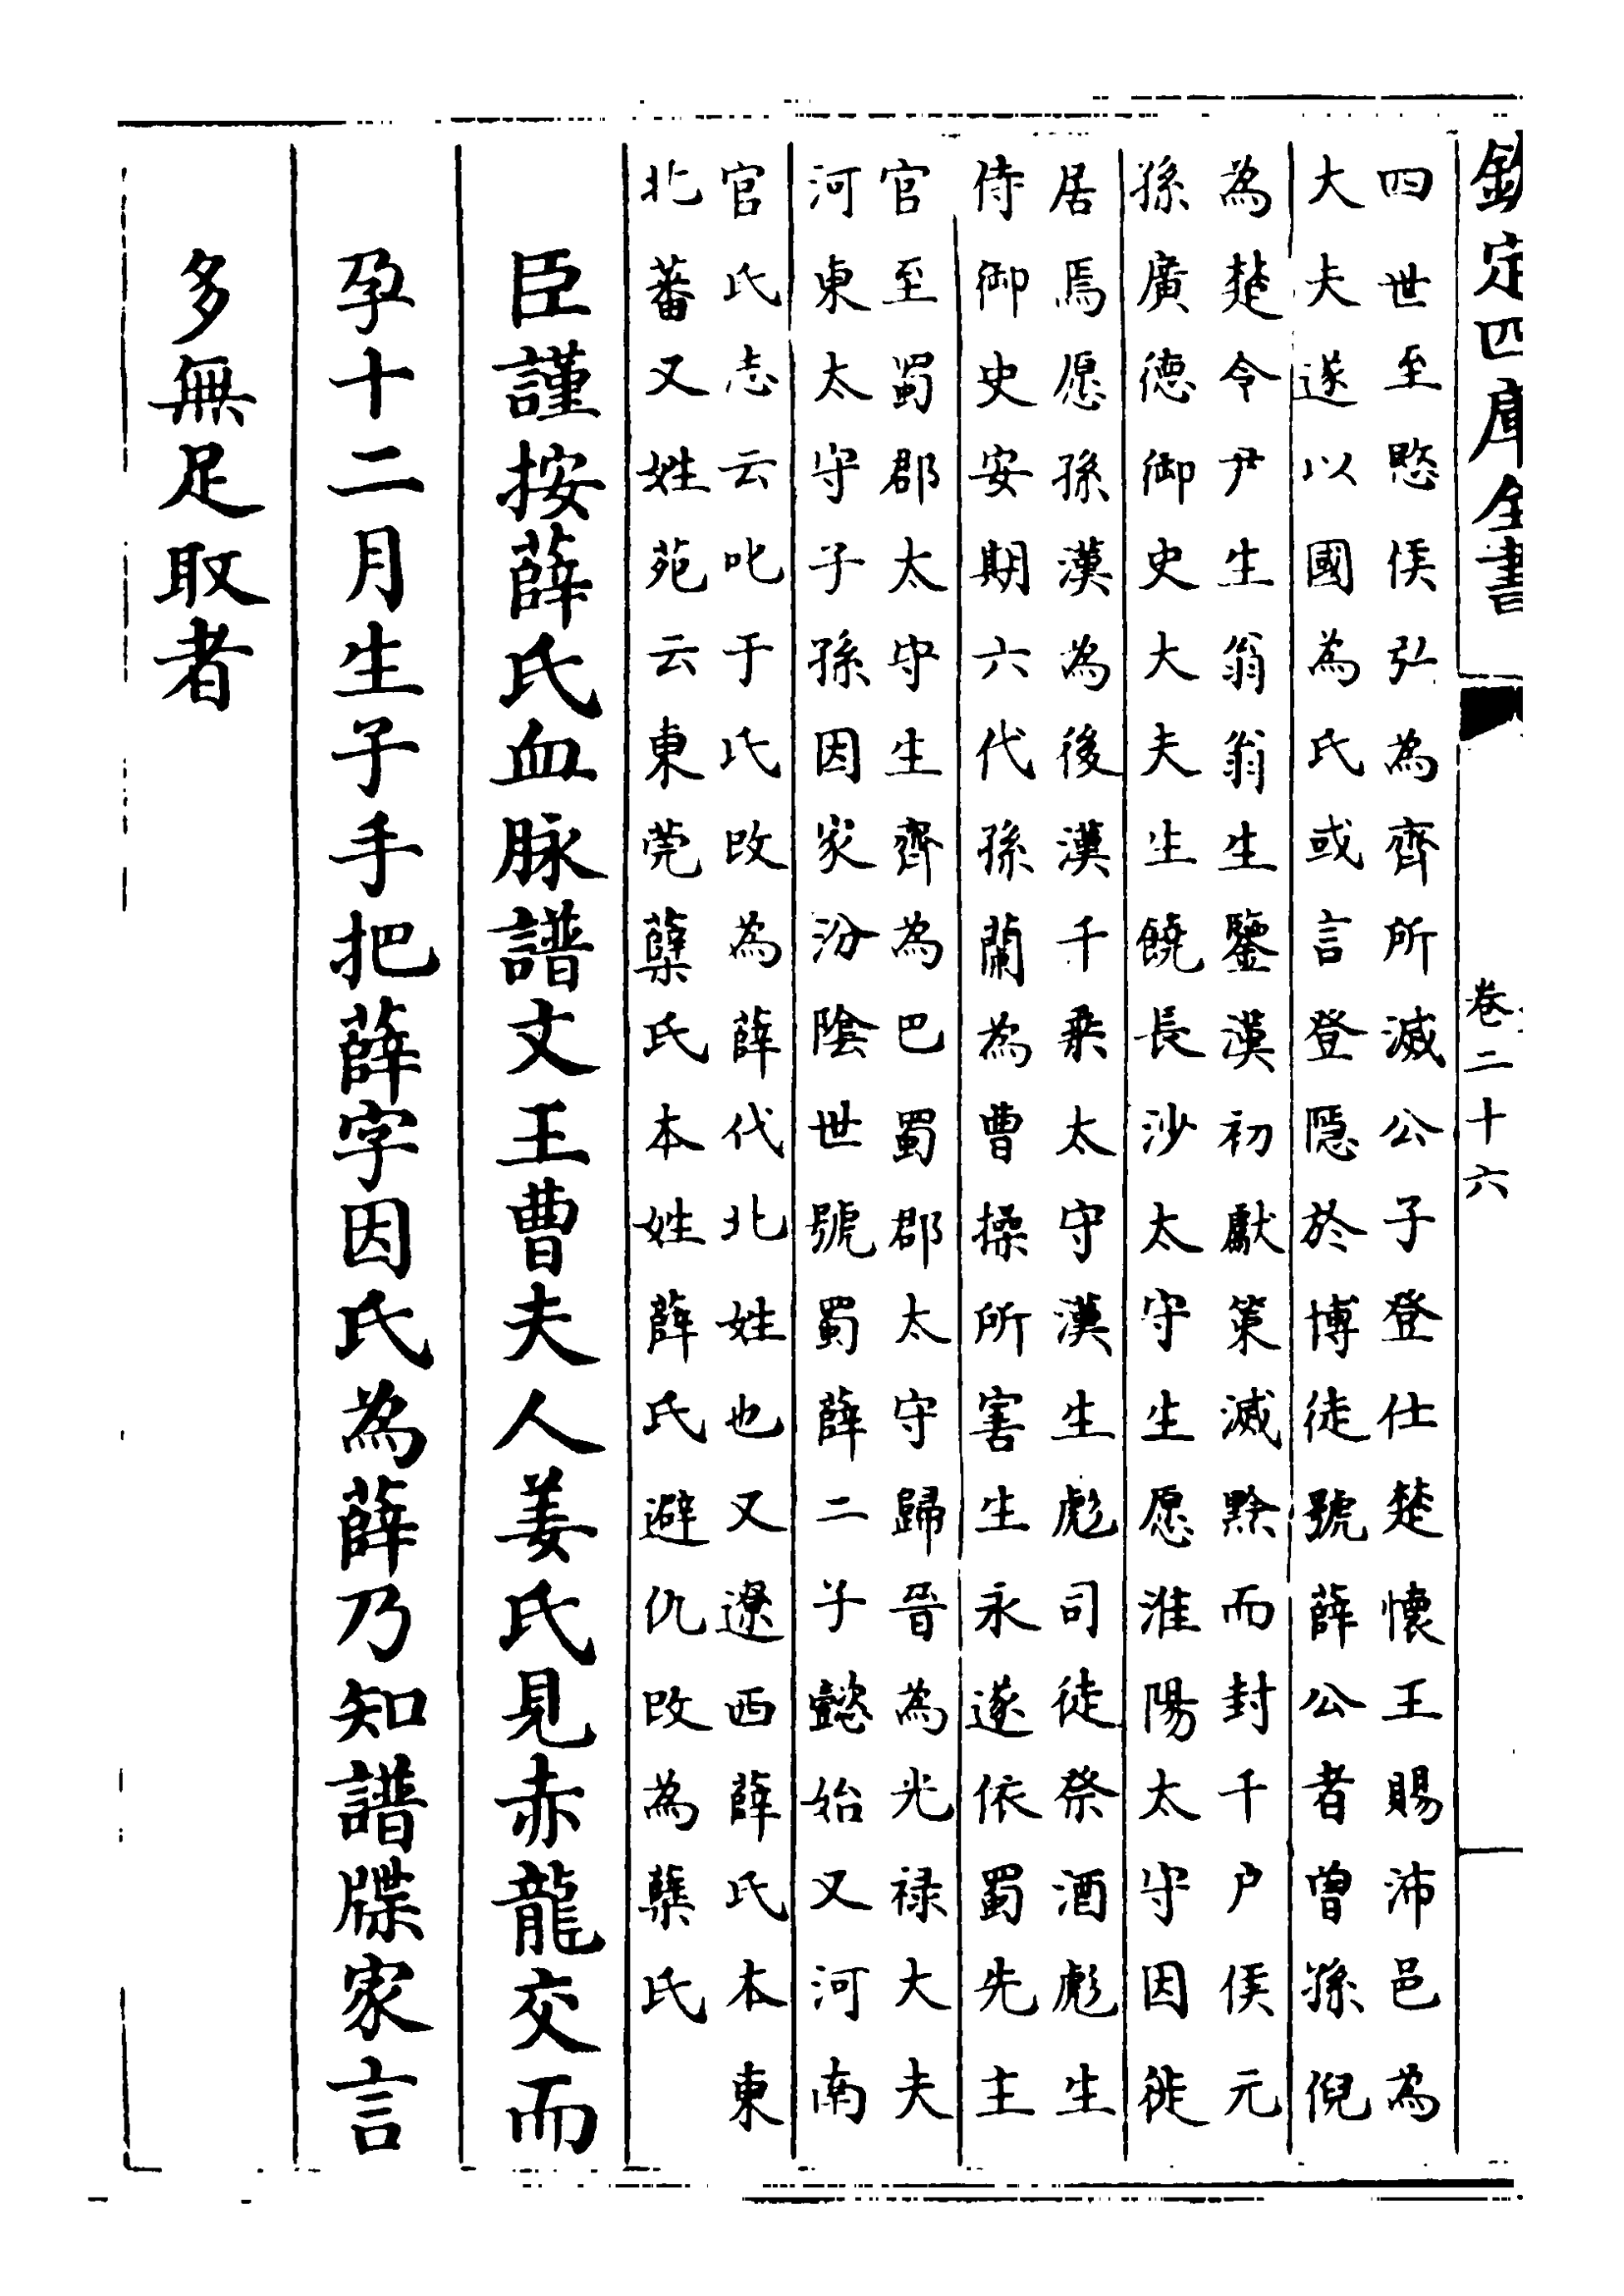 欽定四庫全書
卷二十六
四世至愍侯弘為齊所滅公子登仕楚懷王賜沛邑為
大夫遂以國為氏或言登隱於博徒號薛公者曽孫倪
為楚令尹生翁翁生鑒漢初獻策滅黥而封千户侯元
孫廣德御史大夫生饒長沙太守生愿淮陽太守因徙
居焉愿孫漢為後漢千乗太守漢生彪司徒祭酒彪生
侍御史安期六代孫蘭為曹操所害生永遂依蜀先主
官至蜀郡太守生齊為巴蜀郡太守歸晉為光禄大夫
河東太守子孫因家汾隂世號蜀薛二子懿始又河南
官氏志云叱于氏改為薛代北姓也又遼西薛氏本東
北蕃又姓苑云東莞蘖氏本姓薛氏避仇改為蘖氏
臣謹按薛氏血脉譜文王曹夫人姜氏見赤龍交而
孕十二月生子手把薛字因氏為薛乃知譜牒家言
多無足取者